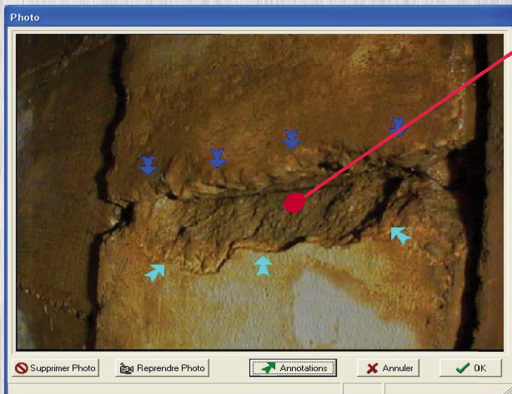 Photo
Supprimer Photo
Reprendre Photo
Annotations
Annuler
OK